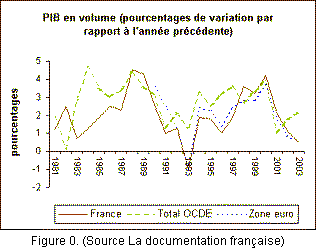 PIB en volume (pourcentages de variation par
rapport à l'année précédente)
pourcentages
5
4
3
2
1
0
1981
1983
1985
1987
1989
1991
1993
1995
1997
1999
2001
2003
France
Total OCDE
Zone euro
Figure 0. (Source La documentation française)